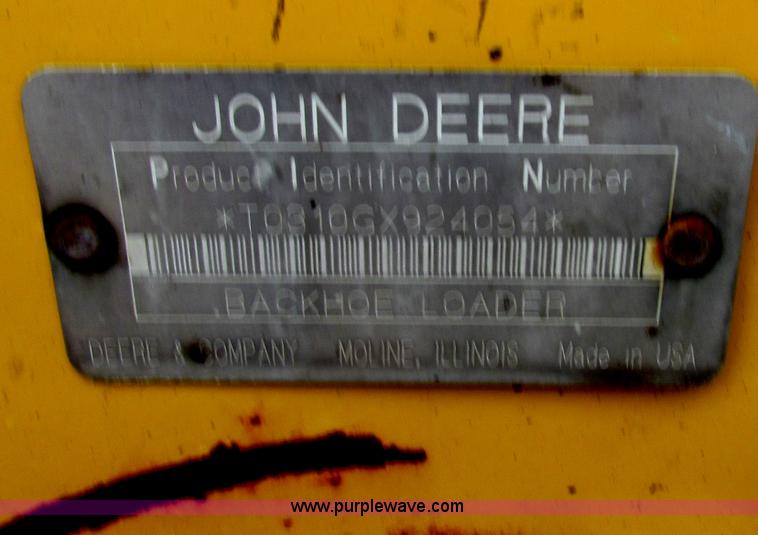 JOHN DEERE
Product Identification Number
*T0310GX924054*
BACKHOE LOADER
DEERE & COMPANY MOLINE, ILLINOIS Made in USA
www.purplewave.com